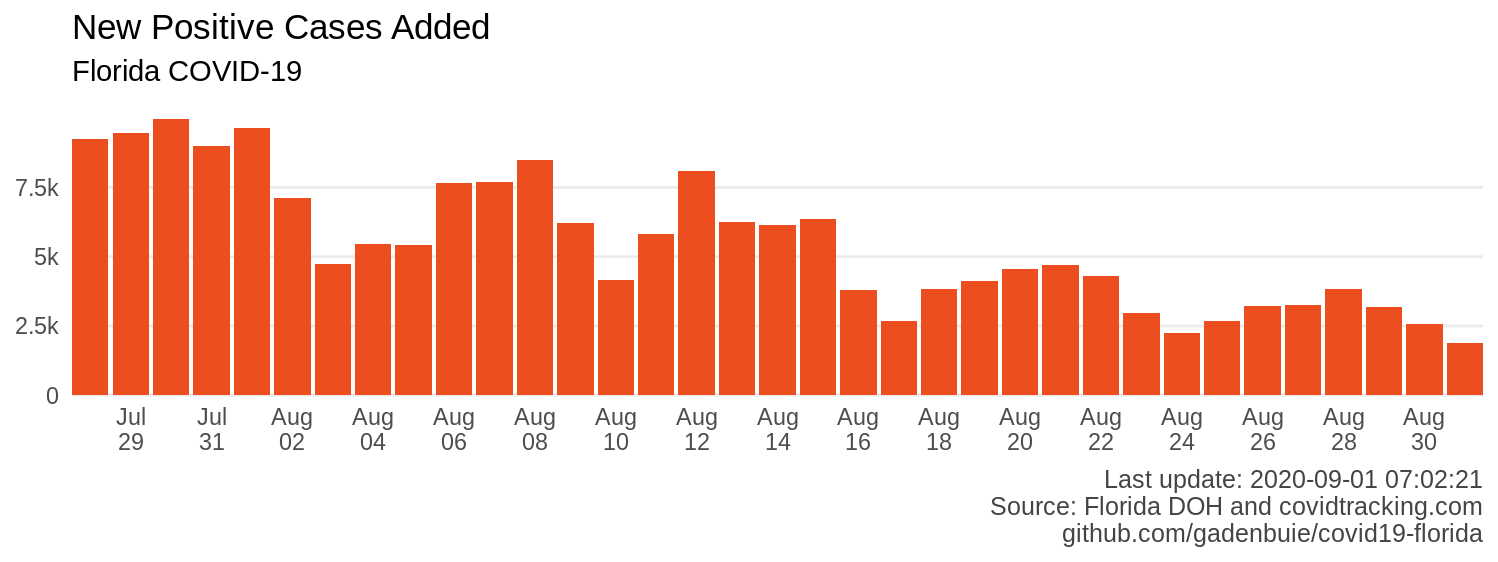 New Positive Cases Added
Florida COVID-19
7.5k
5k
2.5k
0
Jul Jul Aug Aug Aug Aug Aug Aug Aug Aug Aug Aug Aug Aug Aug Aug Aug
29 31 02 04 06 08 10 12 14 16 18 20 22 24 26 28 30
Last update: 2020-09-01 07:02:21
Source: Florida DOH and covidtracking.com
github.com/gadenbuie/covid19-florida